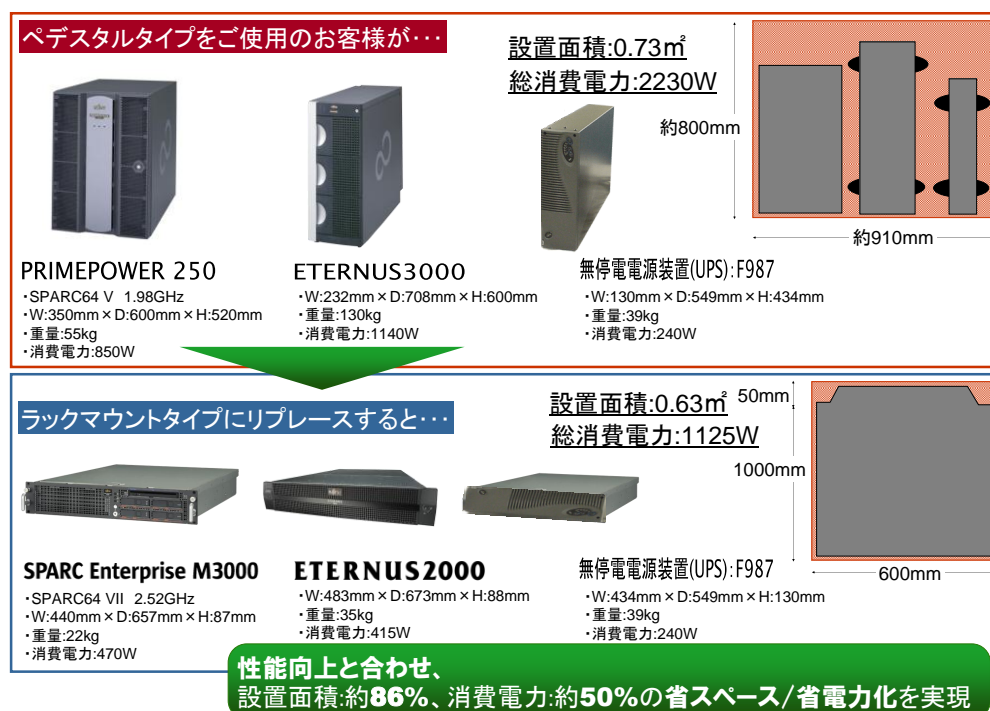 ペデスタルタイプをご使用のお客様が･･･
設置面積:0.73㎡
総消費電力:2230W
約800mm
約910mm
PRIMEPOWER 250
・SPARC64 V 1.98GHz
・W:350mm×D:600mm×H:520mm
・重量:55kg
・消費電力:850W
ETERNUS3000
・W:232mm×D:708mm×H:600mm
・重量:130kg
・消費電力:1140W
無停電電源装置(UPS):F987
・W:130mm×D:549mm×H:434mm
・重量:39kg
・消費電力:240W
ラックマウントタイプにリプレースすると･･･
設置面積:0.63㎡
総消費電力:1125W
50mm
1000mm
600mm
SPARC Enterprise M3000
・SPARC64 VII 2.52GHz
・W:440mm×D:657mm×H:87mm
・重量:22kg
・消費電力:470W
ETERNUS2000
・W:483mm×D:673mm×H:88mm
・重量:35kg
・消費電力:415W
無停電電源装置(UPS):F987
・W:434mm×D:549mm×H:130mm
・重量:39kg
・消費電力:240W
性能向上と合わせ、
設置面積:約86%、消費電力:約50%の省スペース/省電力化を実現